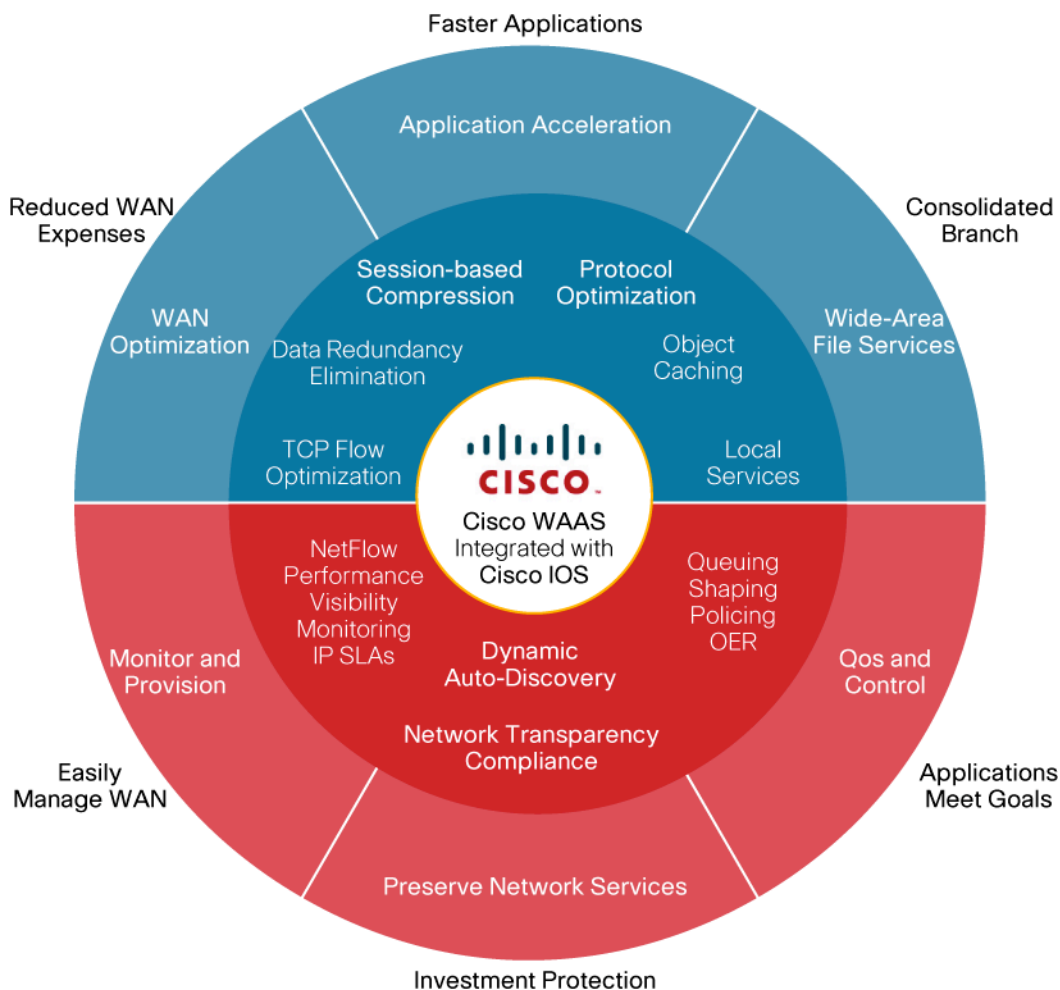 Faster Applications
Application Acceleration
Reduced WAN
Expenses
Consolidated
Branch
Session-based
Compression
Protocol
Optimization
WAN
Optimization
Wide-Area
File Services
Data Redundancy
Elimination
Object
Caching
TCP Flow
Optimization
Local
Services
CISCO™
Cisco WAAS
Integrated with
Cisco IOS
NetFlow
Performance
Visibility
Monitoring
IP SLAs
Queuing
Shaping
Policing
OER
Dynamic
Auto-Discovery
Monitor and
Provision
Qos and
Control
Network Transparency
Compliance
Easily
Manage WAN
Applications
Meet Goals
Preserve Network Services
Investment Protection